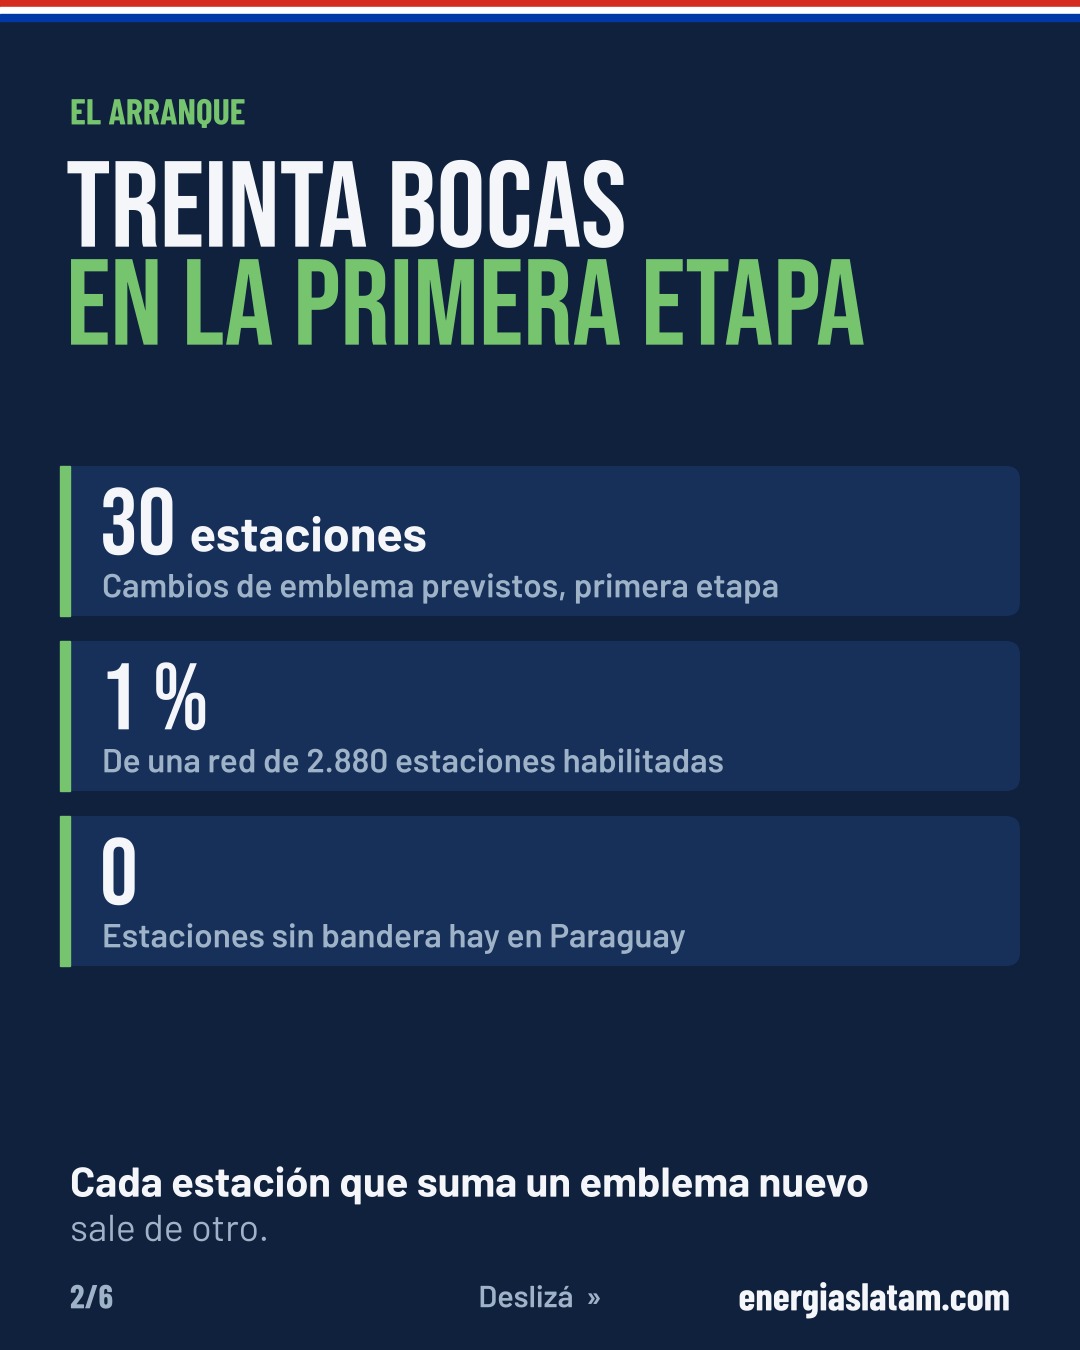 EL ARRANQUE
TREINTA BOCAS
EN LA PRIMERA ETAPA
30 estaciones
Cambios de emblema previstos, primera etapa
1 %
De una red de 2.880 estaciones habilitadas
0
Estaciones sin bandera hay en Paraguay
Cada estación que suma un emblema nuevo
sale de otro.
2/6
Deslizá »
energiaslatam.com